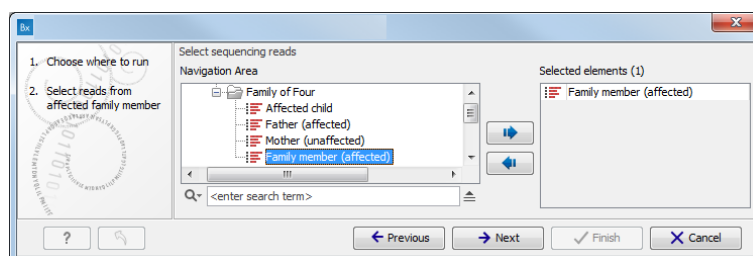 Bx
x
1. Choose where to run
2. Select reads from
affected family member
Select sequencing reads
Navigation Area
Family of Four
Affected child
Father (affected)
Mother (unaffected)
Family member (affected)
<enter search term>
Selected elements (1)
Family member (affected)
?
Previous
Next
Finish
Cancel